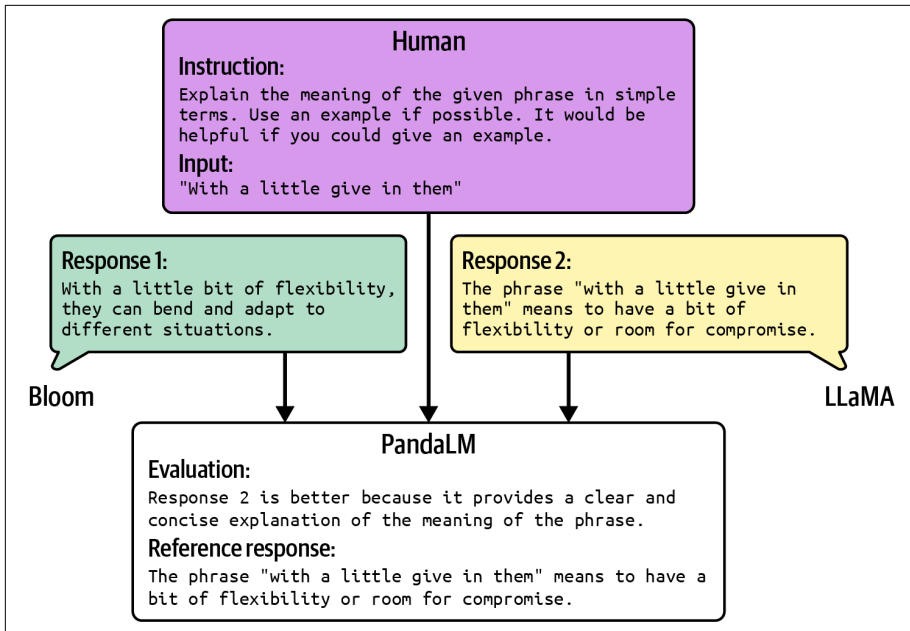 Human
Instruction:
Explain the meaning of the given phrase in simple
terms. Use an example if possible. It would be
helpful if you could give an example.
Input:
"With a little give in them"
Response 1:
With a little bit of flexibility,
they can bend and adapt to
different situations.
Bloom
Response 2:
The phrase "with a little give in
them" means to have a bit of
flexibility or room for compromise.
LLaMA
PandaLM
Evaluation:
Response 2 is better because it provides a clear and
concise explanation of the meaning of the phrase.
Reference response:
The phrase "with a little give in them" means to have a
bit of flexibility or room for compromise.